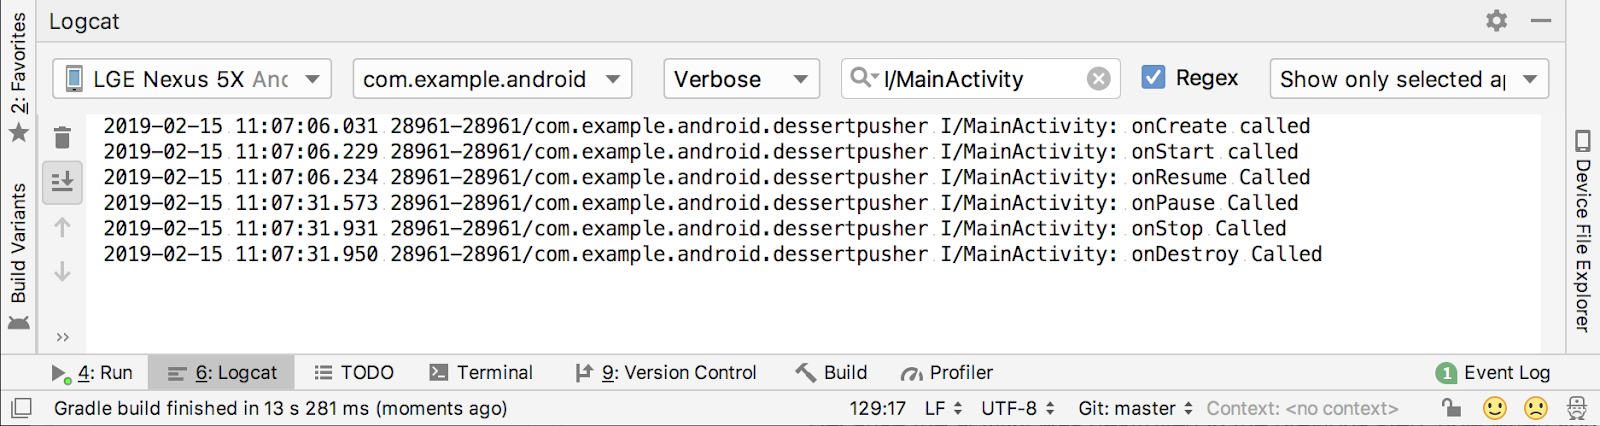 Logcat
2: Favorites
Build Variants
LGE Nexus 5X And
com.example.android
Verbose
I/MainActivity
Regex
Show only selected a
2019-02-15 11:07:06.031 28961-28961/com.example.android.dessertpusher I/MainActivity: onCreate called
2019-02-15 11:07:06.229 28961-28961/com.example.android.dessertpusher I/MainActivity: onStart called
2019-02-15 11:07:06.234 28961-28961/com.example.android.dessertpusher I/MainActivity: onResume Called
2019-02-15 11:07:31.573 28961-28961/com.example.android.dessertpusher I/MainActivity: onPause Called
2019-02-15 11:07:31.931 28961-28961/com.example.android.dessertpusher I/MainActivity: onStop Called
2019-02-15 11:07:31.950 28961-28961/com.example.android.dessertpusher I/MainActivity: onDestroy Called
Device File Explorer
4: Run
6: Logcat
TODO
Terminal
9: Version Control
Build
Profiler
1 Event Log
Gradle build finished in 13 s 281 ms (moments ago)
129:17
LF
UTF-8
Git: master
Context: <no context>